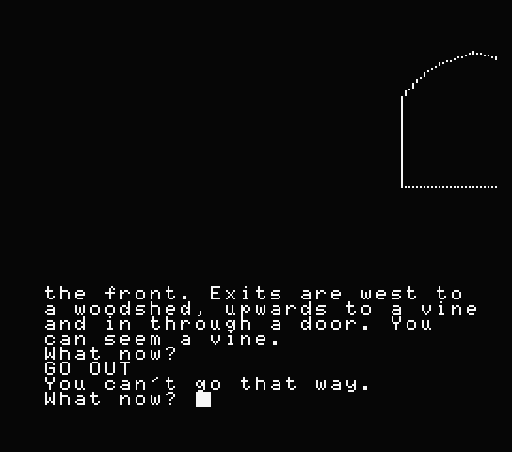 the front. Exits are west to
a woodshed, upwards to a vine
and in through a door. You
can seem a vine.
What now?
GO OUT
You can't go that way.
What now?